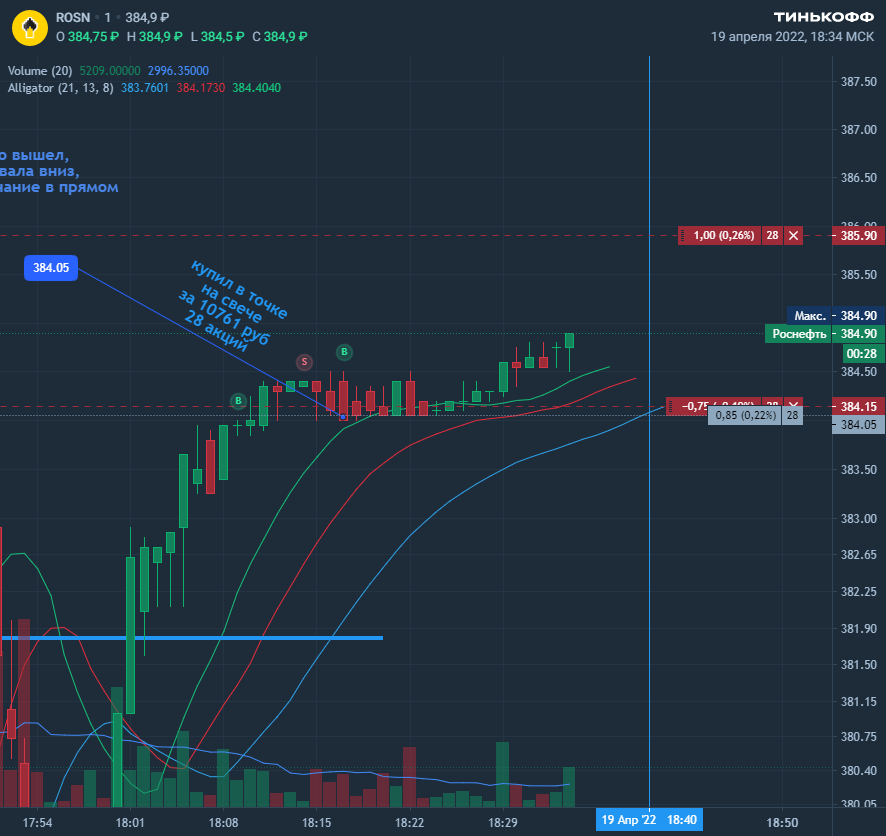 ROSN 1 384,9 ₽
ТИНЬКОФФ
O 384,75 ₽ H 384,9 ₽ L 384,5 ₽ C 384,9 ₽
19 апреля 2022, 18:34 МСК
Volume (20) 5209.00000 2996.35000
Alligator (21, 13, 8) 383.7601 384.1730 384.4040
387.50
387.00
о вышел,
вала вниз,
ание в прямом
386.50
386.00
1,00 (0,26%) 28
385.90
384.05
385.50
купил в точке
на свече
за 10761 руб
28 акций
Макс. 384.90
Роснефть 384.90
00:28
S
B
384.50
B
384.15
0,85 (0,22%) 28
384.05
383.50
383.00
382.65
382.25
381.90
381.50
381.15
380.75
380.40
380.05
17:54
18:01
18:08
18:15
18:22
18:29
19 Апр '22 18:40
18:50